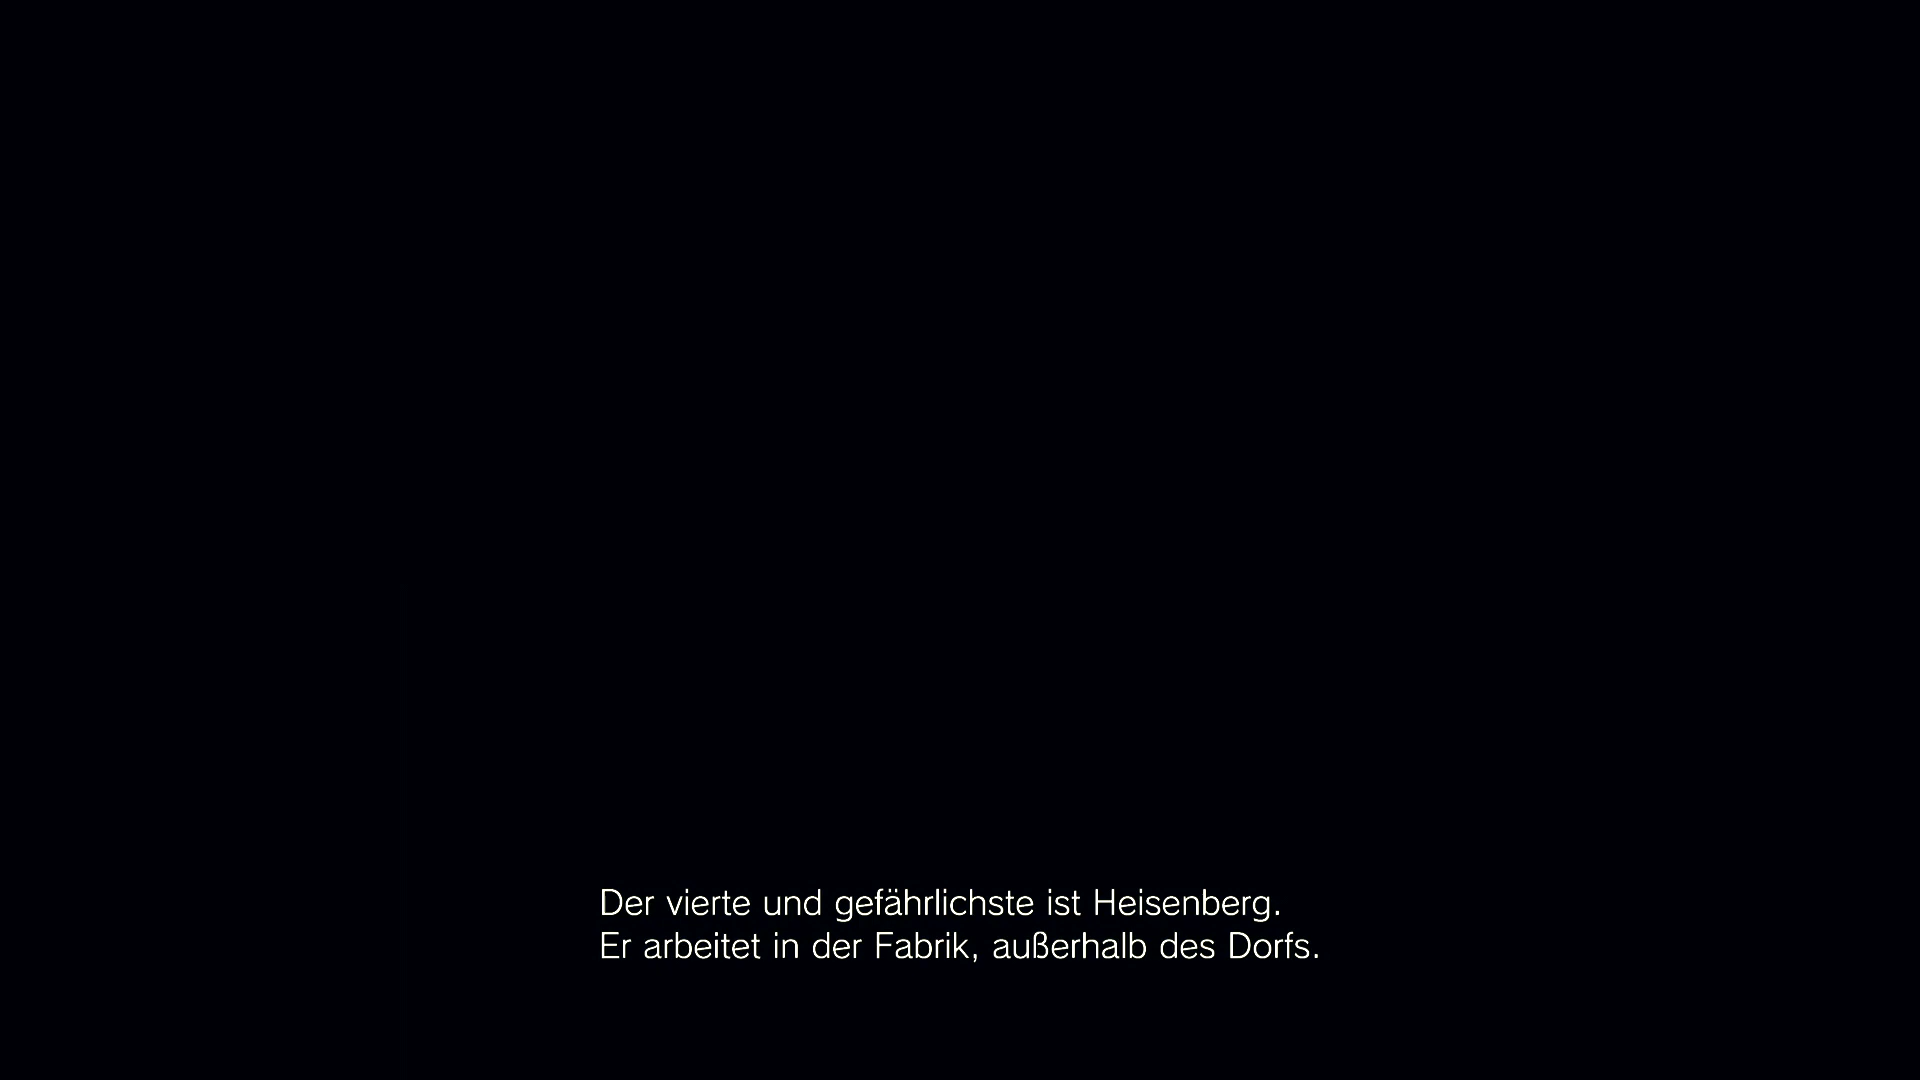 Der vierte und gefährlichste ist Heisenberg.
Er arbeitet in der Fabrik, außerhalb des Dorfs.